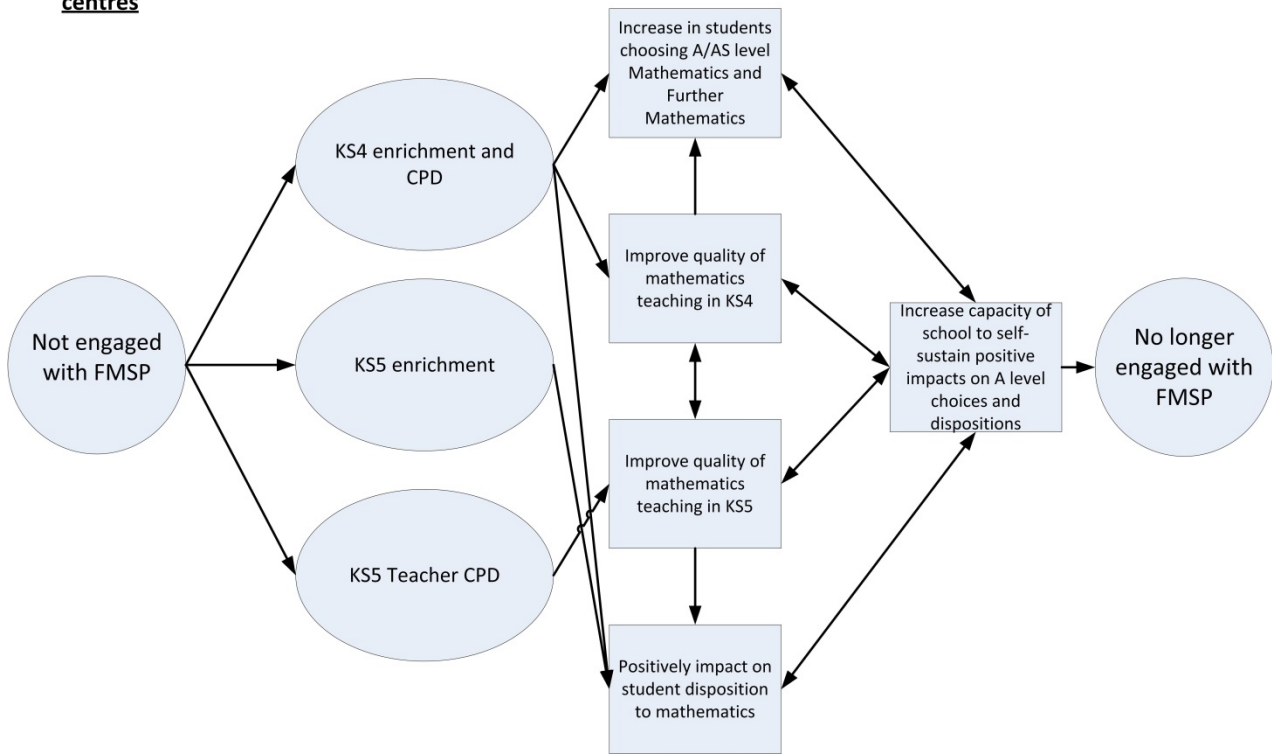 centres
Not engaged
with FMSP
KS4 enrichment and
CPD
KS5 enrichment
KS5 Teacher CPD
Increase in students
choosing A/AS level
Mathematics and
Further
Mathematics
Improve quality of
mathematics
teaching in KS4
Improve quality of
mathematics
teaching in KS5
Positively impact on
student disposition
to mathematics
Increase capacity of
school to self-
sustain positive
impacts on A level
choices and
dispositions
No longer
engaged with
FMSP